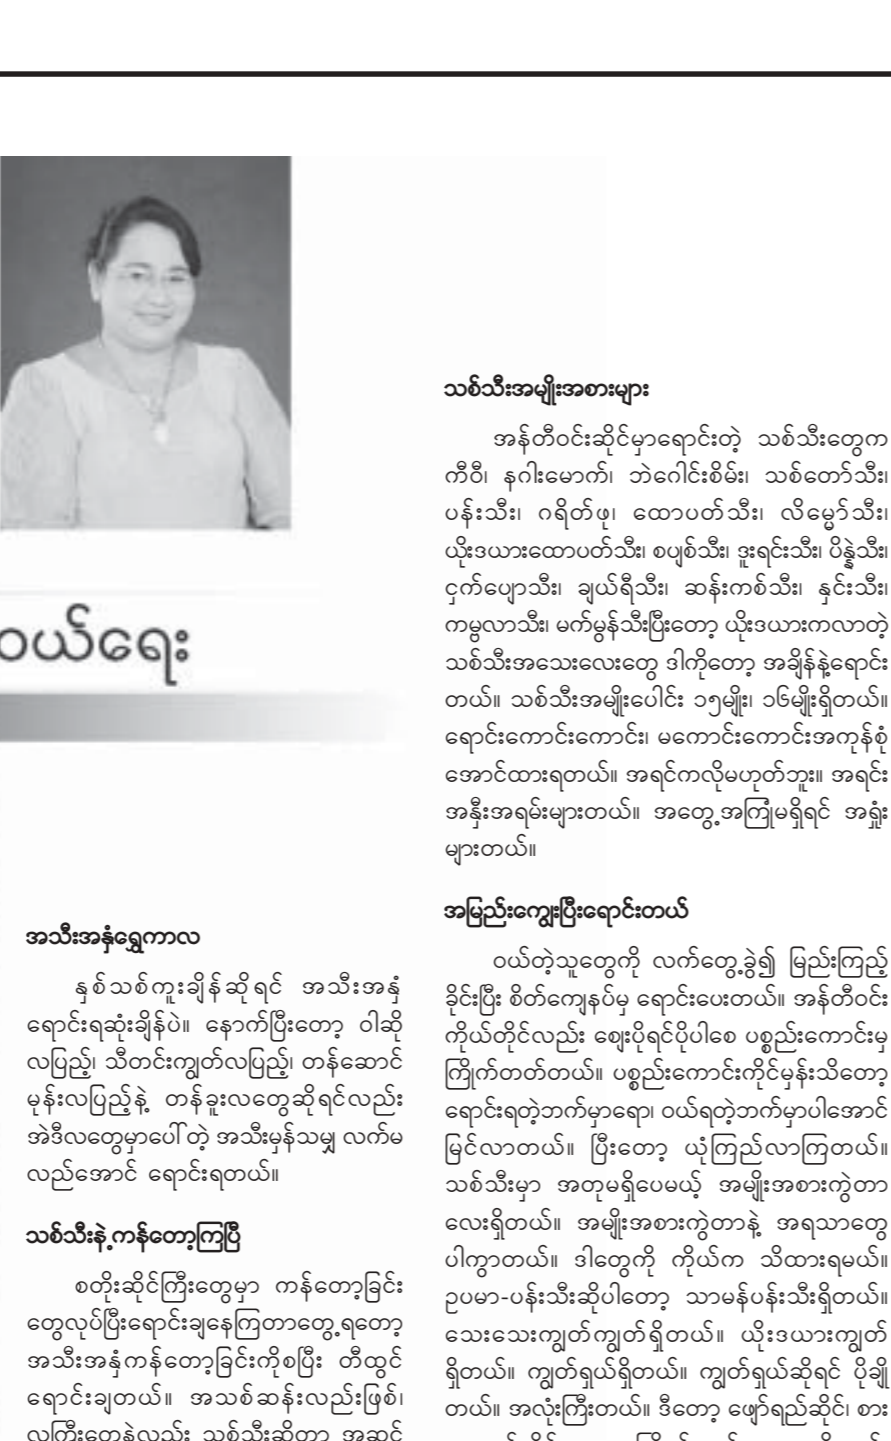 ဝယ်ရေး
အသီးအနှံရွှေကာလ
နှစ်သစ်ကူးချိန်ဆိုရင် အသီးအနှံ
ရောင်းရဆုံးချိန်ပဲ။ နောက်ပြီးတော့ ဝါဆို
လပြည့်၊ သီတင်းကျွတ်လပြည့်၊ တန်ဆောင်
မုန်းလပြည့်နဲ့ တန်ခူးလတွေဆိုရင်လည်း
အဲဒီလတွေမှာပေါ်တဲ့ အသီးမှန်သမျှ လက်မ
လည်အောင် ရောင်းရတယ်။
သစ်သီးနဲ့ ကန်တော့ကြပြီ
စတိုးဆိုင်ကြီးတွေမှာ ကန်တော့ခြင်း
တွေလုပ်ပြီးရောင်းချနေကြတာတွေ့ရတော့
အသီးအနှံကန်တော့ခြင်းကိုစပြီး တီထွင်
ရောင်းချတယ်။ အသစ်ဆန်းလည်းဖြစ်၊
လူကြီးတွေနဲ့လည်း သစ်သီးဆိုတာ အဆင်
သစ်သီးအမျိုးအစားများ
အန်တီဝင်းဆိုင်မှာရောင်းတဲ့ သစ်သီးတွေက
ကီဝီ၊ နဂါးမောက်၊ ဘဲဂေါင်းစိမ်း၊ သစ်တော်သီး၊
ပန်းသီး၊ ဂရိတ်ဖု၊ ထောပတ်သီး၊ လိမ္မော်သီး၊
ယိုးဒယားထောပတ်သီး၊ စပျစ်သီး၊ ဒူးရင်းသီး၊ ပိန္နဲသီး၊
ငှက်ပျောသီး၊ ချယ်ရီသီး၊ ဆန်းကစ်သီး၊ နှင်းသီး၊
ကမ္ဗလာသီး၊ မက်မွန်သီးပြီးတော့ ယိုးဒယားကလာတဲ့
သစ်သီးအသေးလေးတွေ ဒါကိုတော့ အချိန်နဲ့ရောင်း
တယ်။ သစ်သီးအမျိုးပေါင်း ၁၅မျိုး၊ ၁၆မျိုးရှိတယ်။
ရောင်းကောင်းကောင်း၊ မကောင်းကောင်းအကုန်စုံ
အောင်ထားရတယ်။ အရင်ကလိုမဟုတ်ဘူး။ အရင်း
အနှီးအရမ်းများတယ်။ အတွေ့အကြုံမရှိရင် အရှုံး
များတယ်။
အမြည်းကျွေးပြီးရောင်းတယ်
ဝယ်တဲ့သူတွေကို လက်တွေ့ခွဲ၍ မြည်းကြည့်
ခိုင်းပြီး စိတ်ကျေနပ်မှ ရောင်းပေးတယ်။ အန်တီဝင်း
ကိုယ်တိုင်လည်း ဈေးပိုရင်ပိုပါစေ ပစ္စည်းကောင်းမှ
ကြိုက်တတ်တယ်။ ပစ္စည်းကောင်းကိုင်မှန်းသိတော့
ရောင်းရတဲ့ဘက်မှာရော၊ ဝယ်ရတဲ့ဘက်မှာပါအောင်
မြင်လာတယ်။ ပြီးတော့ ယုံကြည်လာကြတယ်။
သစ်သီးမှာ အတုမရှိပေမယ့် အမျိုးအစားကွဲတာ
လေးရှိတယ်။ အမျိုးအစားကွဲတာနဲ့ အရသာတွေ
ပါကွာတယ်။ ဒါတွေကို ကိုယ်က သိထားရမယ်။
ဥပမာ-ပန်းသီးဆိုပါတော့ သာမန်ပန်းသီးရှိတယ်။
သေးသေးကျွတ်ကျွတ်ရှိတယ်။ ယိုးဒယားကျွတ်
ရှိတယ်။ ကျွတ်ရှယ်ရှိတယ်။ ကျွတ်ရှယ်ဆိုရင် ပိုချို
တယ်။ အလုံးကြီးတယ်။ ဒီတော့ ဖျော်ရည်ဆိုင်၊ စား